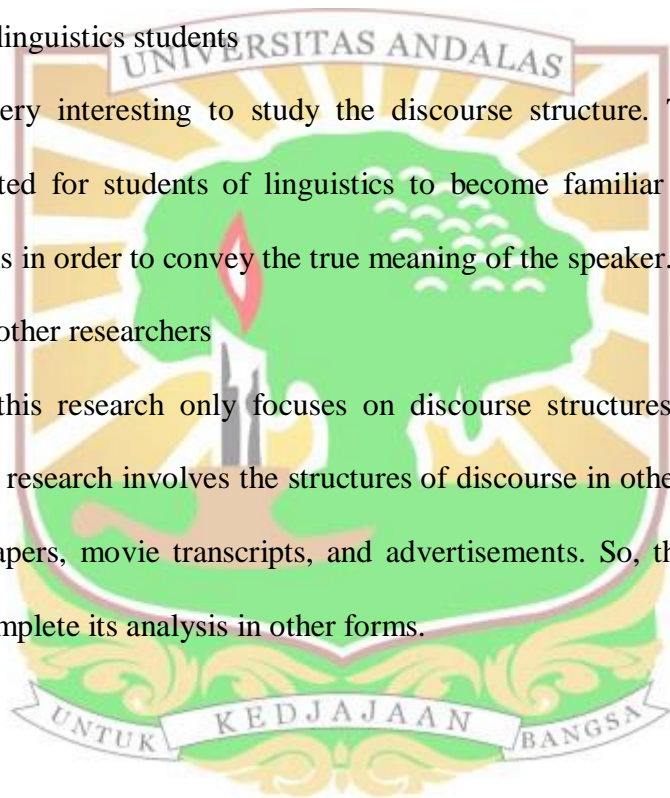 linguistics students
UNIVERSITAS ANDALAS
ery interesting to study the discourse structure.
ted for students of linguistics to become familiar
s in order to convey the true meaning of the speaker.
other researchers
this research only focuses on discourse structures
research involves the structures of discourse in othe
apers, movie transcripts, and advertisements. So, th
mplete its analysis in other forms.
UNTUK KEDJAJAAN BANGSA